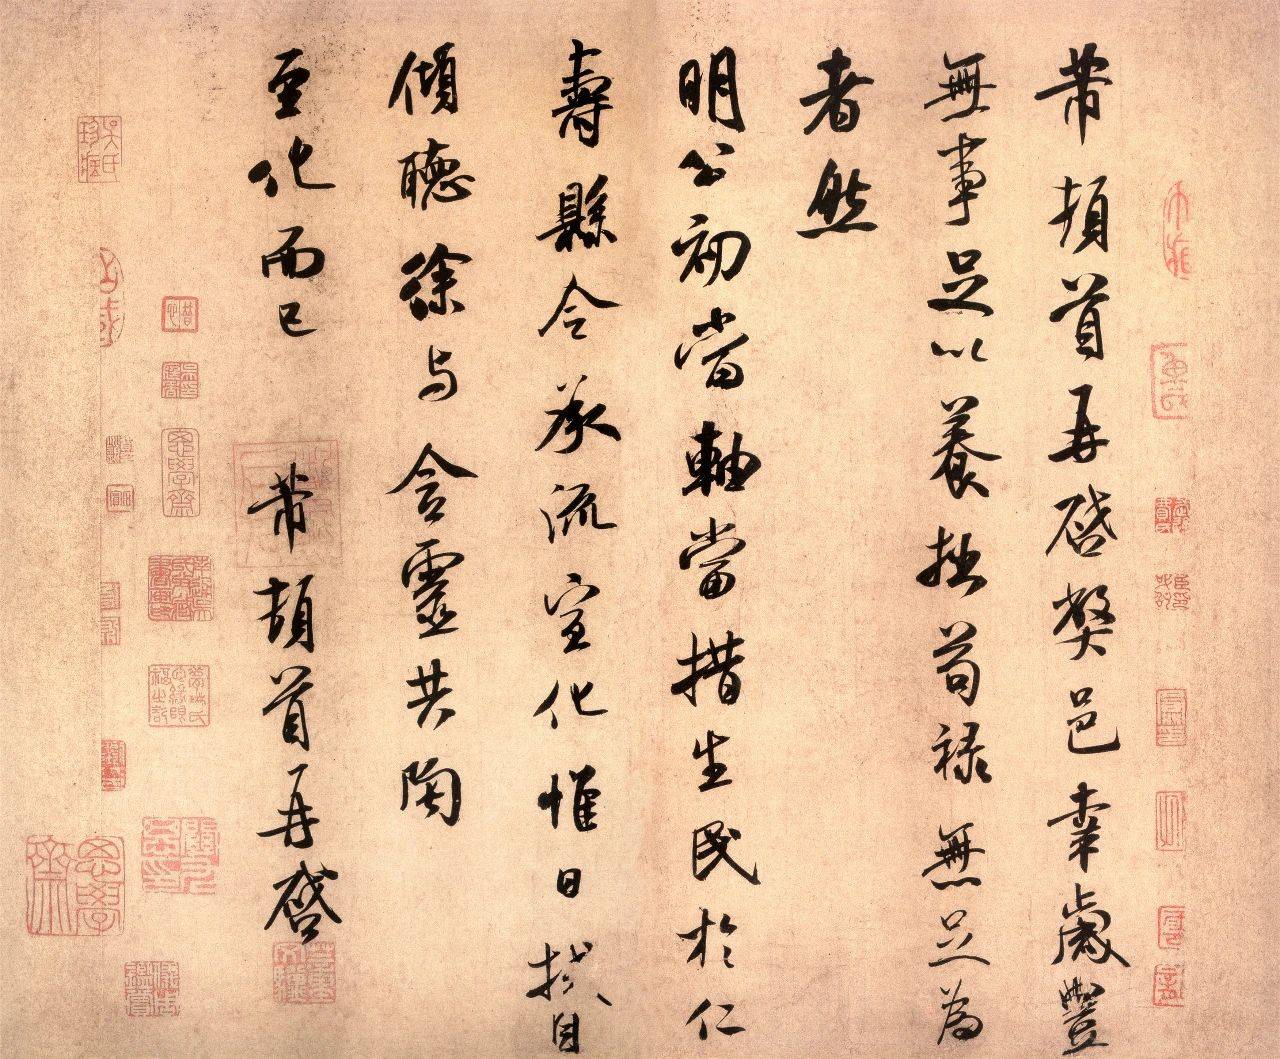 芾頓首再啓弊邑幸歲豐
無事足以養拙苟祿無足爲
者然
明公初當軸當措生民於仁
壽縣令承流宣化惟日拭目
傾聽徐與含靈共陶
至化而已芾頓首再啓